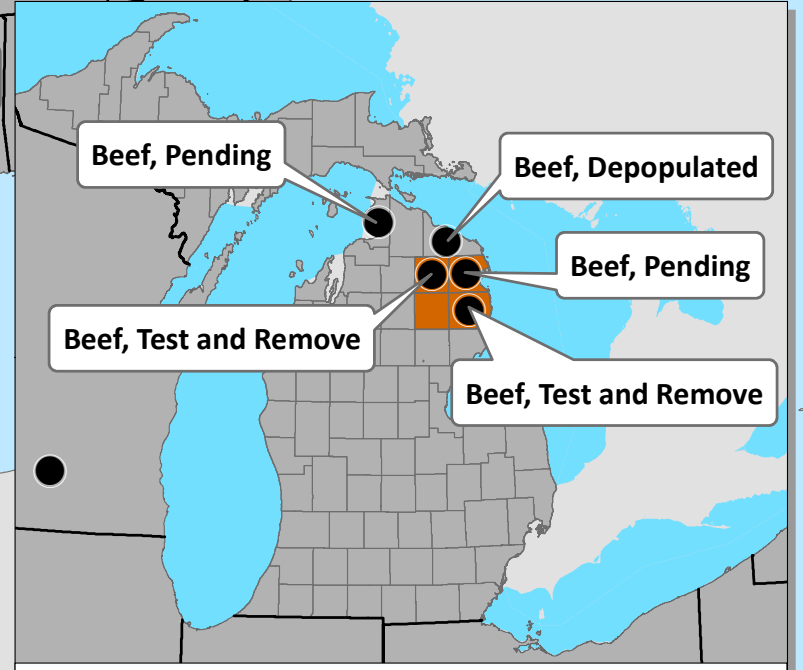 Beef, Pending
Beef, Depopulated
Beef, Pending
Beef, Test and Remove
Beef, Test and Remove